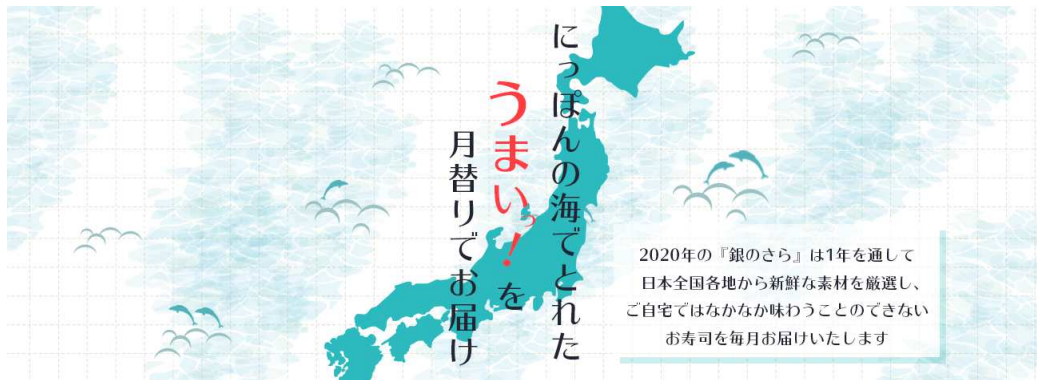 にっぽんの海でとれた
うまいっ!を
月替りでお届け
2020年の『銀のさら』は1年を通して
日本全国各地から新鮮な素材を厳選し、
ご自宅ではなかなか味わうことのできない
お寿司を毎月お届けいたします